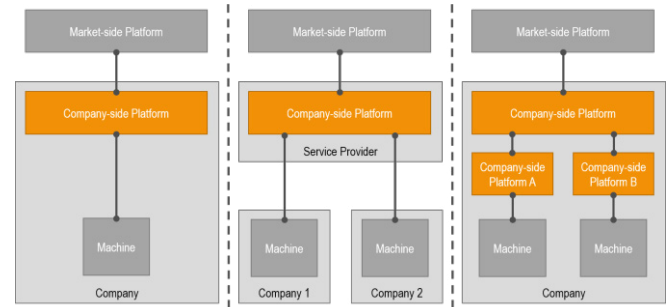 Market-side Platform
Company-side Platform
Machine
Company
Market-side Platform
Company-side Platform
Service Provider
Machine
Machine
Company 1
Company 2
Market-side Platform
Company-side Platform
Company-side
Platform A
Company-side
Platform B
Machine
Machine
Company